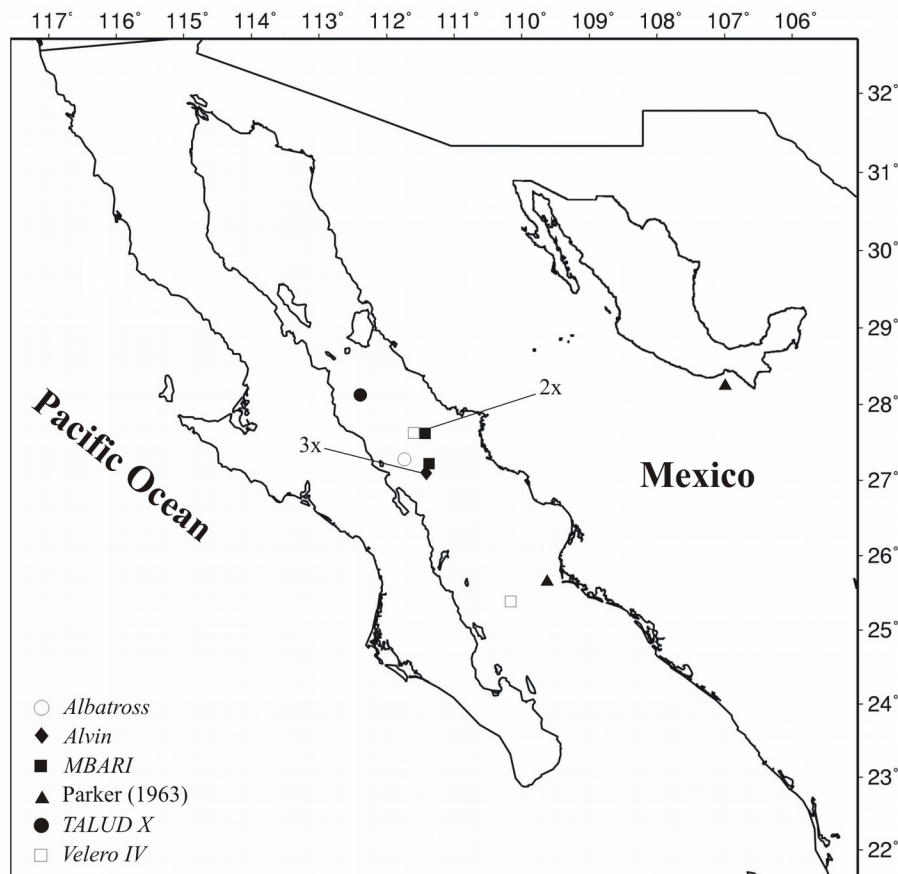 117° 116° 115° 114° 113° 112° 111° 110° 109° 108° 107° 106°
32°
31°
30°
29°
28°
2x
Pacific Ocean
3x
Mexico
27°
26°
25°
24°
23°
22°
Albatross
Alvin
MBARI
Parker (1963)
TALUD X
Velero IV